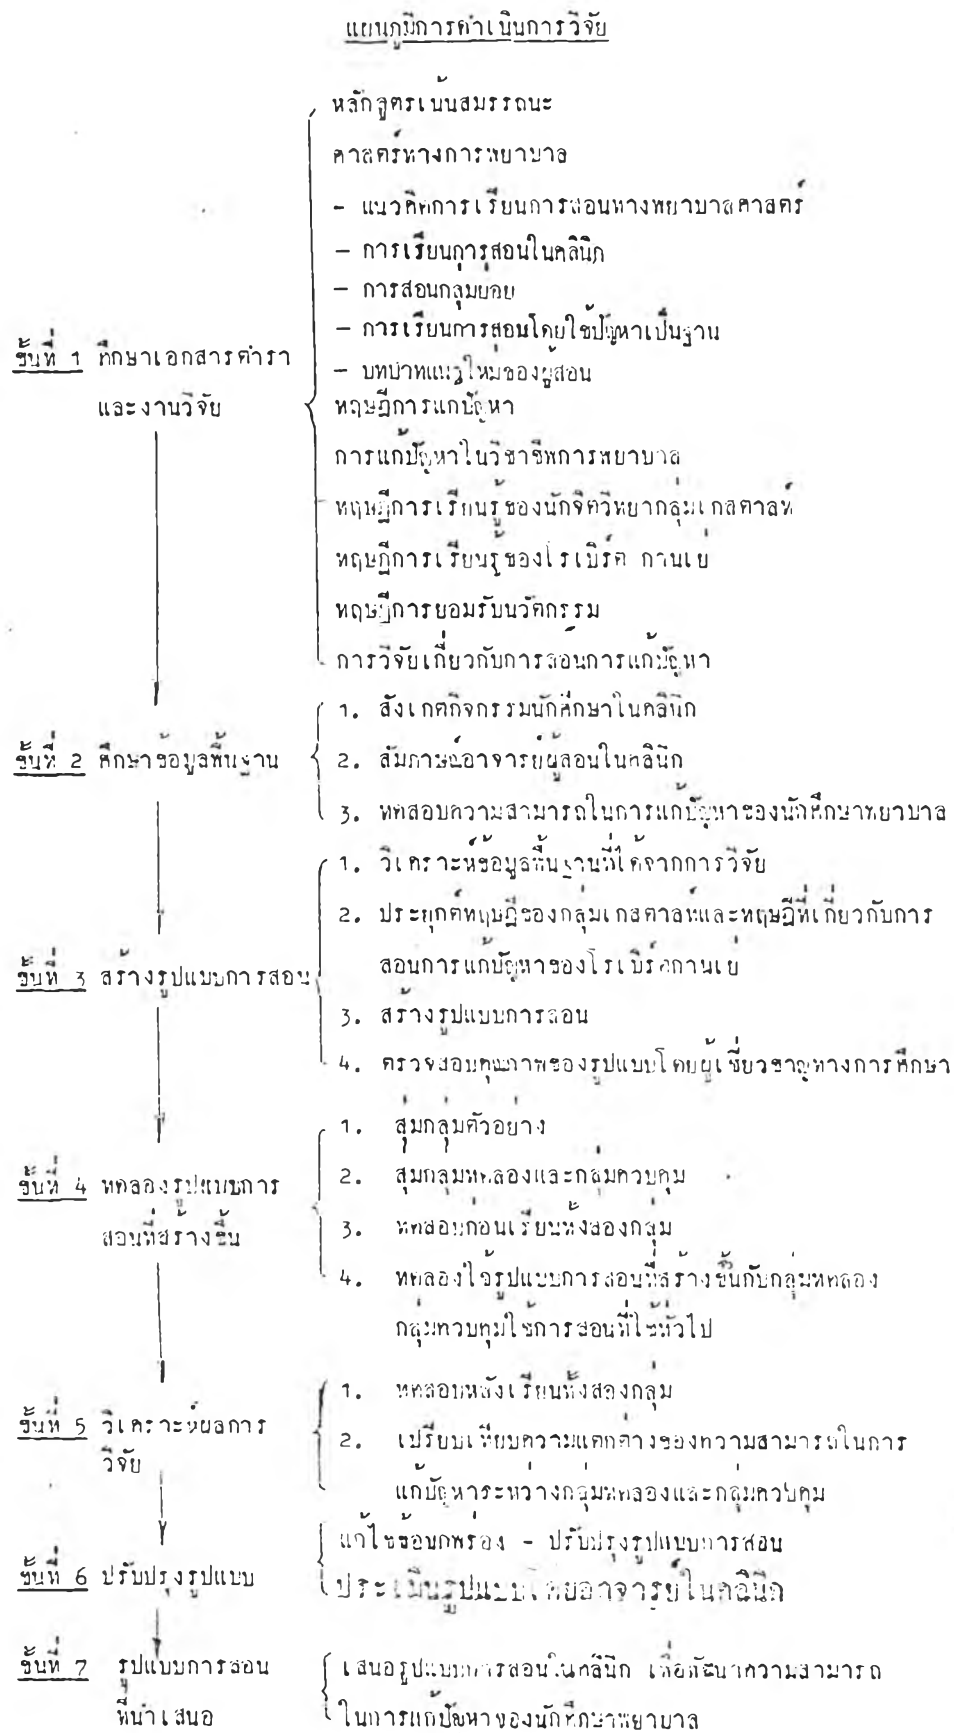 แผนภูมิการดำเนินการวิจัย
หลักสูตรเน้นสมรรถนะ
ศาสตร์ทางการพยาบาล
- แนวคิดการเรียนการสอนทางพยาบาลศาสตร์
- การเรียนการสอนในคลินิก
- การสอนกลุ่มย่อย
- การเรียนการสอนโดยใช้ปัญหาเป็นฐาน
- บทบาทแนวใหม่ของผู้สอน
ขั้นที่ 1 ศึกษาเอกสารตำรา
และงานวิจัย
ทฤษฎีการแก้ปัญหา
การแก้ปัญหาในวิชาชีพการพยาบาล
ทฤษฎีการเรียนรู้ของนักจิตวิทยากลุ่มเกสตาลท์
ทฤษฎีการเรียนรู้ของโรเบิร์ต กานเย่
ทฤษฎีการยอมรับนวัตกรรม
การวิจัยเกี่ยวกับการสอนการแก้ปัญหา
ขั้นที่ 2 ศึกษาข้อมูลพื้นฐาน
1. สังเกตกิจกรรมนักศึกษาในคลินิก
2. สัมภาษณ์อาจารย์ผู้สอนในคลินิก
3. ทดสอบความสามารถในการแก้ปัญหาของนักศึกษาพยาบาล
ขั้นที่ 3 สร้างรูปแบบการสอน
1. วิเคราะห์ข้อมูลพื้นฐานที่ได้จากการวิจัย
2. ประยุกต์ทฤษฎีของกลุ่มเกสตาลท์และทฤษฎีที่เกี่ยวกับการ
สอนการแก้ปัญหาของโรเบิร์ตกานเย่
3. สร้างรูปแบบการสอน
4. ตรวจสอบคุณภาพของรูปแบบโดยผู้เชี่ยวชาญทางการศึกษา
ขั้นที่ 4 ทดลองรูปแบบการ
สอนที่สร้างขึ้น
1. สุ่มกลุ่มตัวอย่าง
2. สุ่มกลุ่มทดลองและกลุ่มควบคุม
3. ทดสอบก่อนเรียนทั้งสองกลุ่ม
4. ทดลองใช้รูปแบบการสอนที่สร้างขึ้นกับกลุ่มทดลอง
กลุ่มควบคุมใช้การสอนที่ใช้ทั่วไป
ขั้นที่ 5 วิเคราะห์ผลการ
วิจัย
1. ทดสอบหลังเรียนทั้งสองกลุ่ม
2. เปรียบเทียบความแตกต่างของความสามารถในการ
แก้ปัญหาระหว่างกลุ่มทดลองและกลุ่มควบคุม
ขั้นที่ 6 ปรับปรุงรูปแบบ
แก้ไขข้อบกพร่อง - ปรับปรุงรูปแบบการสอน
ประเมินรูปแบบโดยอาจารย์ในคลินิก
ขั้นที่ 7 รูปแบบการสอน
ที่นำเสนอ
เสนอรูปแบบการสอนในคลินิก เพื่อพัฒนาความสามารถ
ในการแก้ปัญหาของนักศึกษาพยาบาล